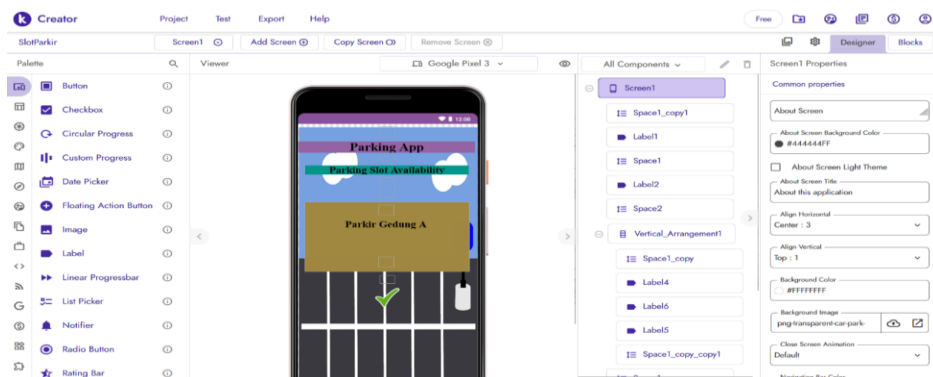 Creator Project Test Export Help Free
SlotParkir Screen1 Add Screen Copy Screen Remove Screen Designer Blocks
Palette Viewer Google Pixel 3 All Components Screen1 Properties
Button
Checkbox
Circular Progress
Custom Progress
Date Picker
Floating Action Button
Image
Label
Linear Progressbar
List Picker
Notifier
Radio Button
Rating Bar
12:06
Parking App
Parking Slot Availability
Parkir Gedung A
Screen1
Space1_copy1
Label1
Space1
Label2
Space2
Vertical_Arrangement1
Space1_copy
Label4
Label6
Label5
Space1_copy_copy1
Common properties
About Screen
About Screen Background Color
#444444FF
About Screen Light Theme
About Screen Title
About this application
Align Horizontal
Center : 3
Align Vertical
Top : 1
Background Color
#FFFFFFFF
Background Image
png-transparent-car-park-
Close Screen Animation
Default